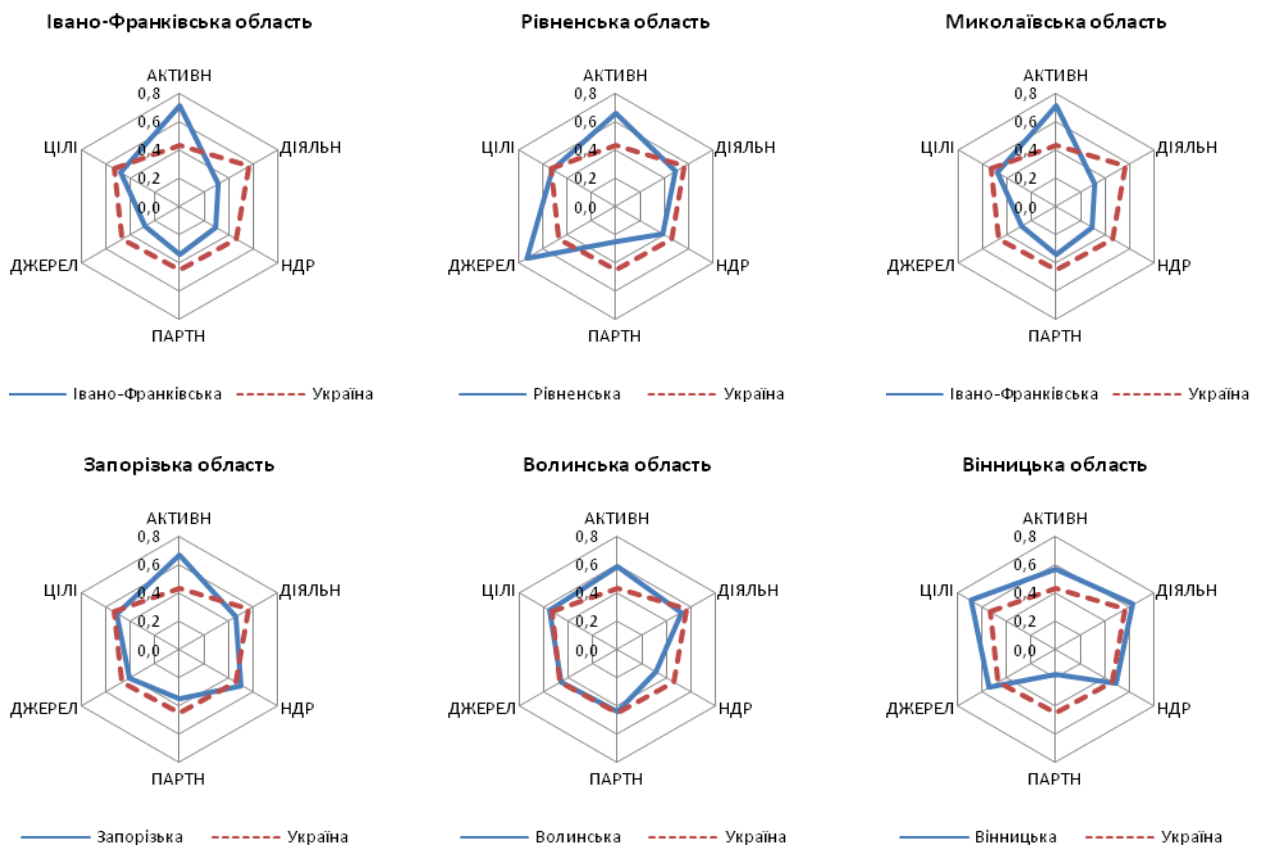 Івано-Франківська область
АКТИВН
0,8
0,6
0,4
0,2
0,0
ЦІЛІ
ДІЯЛЬН
ДЖЕРЕЛ
НДР
ПАРТН
Івано-Франківська Україна
Рівненська область
АКТИВН
0,8
0,6
0,4
0,2
0,0
ЦІЛІ
ДІЯЛЬН
ДЖЕРЕЛ
НДР
ПАРТН
Рівненська Україна
Миколаївська область
АКТИВН
0,8
0,6
0,4
0,2
0,0
ЦІЛІ
ДІЯЛЬН
ДЖЕРЕЛ
НДР
ПАРТН
Івано-Франківська Україна
Запорізька область
АКТИВН
0,8
0,6
0,4
0,2
0,0
ЦІЛІ
ДІЯЛЬН
ДЖЕРЕЛ
НДР
ПАРТН
Запорізька Україна
Волинська область
АКТИВН
0,8
0,6
0,4
0,2
0,0
ЦІЛІ
ДІЯЛЬН
ДЖЕРЕЛ
НДР
ПАРТН
Волинська Україна
Вінницька область
АКТИВН
0,8
0,6
0,4
0,2
0,0
ЦІЛІ
ДІЯЛЬН
ДЖЕРЕЛ
НДР
ПАРТН
Вінницька Україна